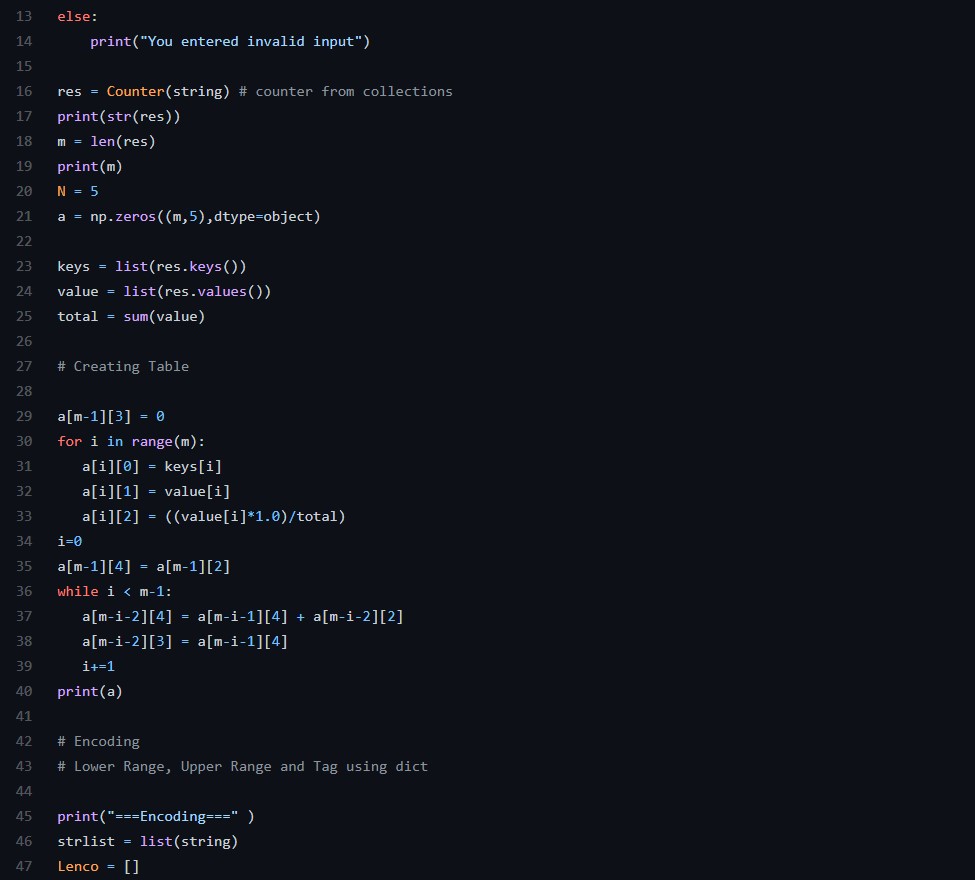 13 else:
14     print("You entered invalid input")
15
16 res = Counter(string) # counter from collections
17 print(str(res))
18 m = len(res)
19 print(m)
20 N = 5
21 a = np.zeros((m,5),dtype=object)
22
23 keys = list(res.keys())
24 value = list(res.values())
25 total = sum(value)
26
27 # Creating Table
28
29 a[m-1][3] = 0
30 for i in range(m):
31    a[i][0] = keys[i]
32    a[i][1] = value[i]
33    a[i][2] = ((value[i]*1.0)/total)
34 i=0
35 a[m-1][4] = a[m-1][2]
36 while i < m-1:
37    a[m-i-2][4] = a[m-i-1][4] + a[m-i-2][2]
38    a[m-i-2][3] = a[m-i-1][4]
39    i+=1
40 print(a)
41
42 # Encoding
43 # Lower Range, Upper Range and Tag using dict
44
45 print("===Encoding===" )
46 strlist = list(string)
47 Lenco = []